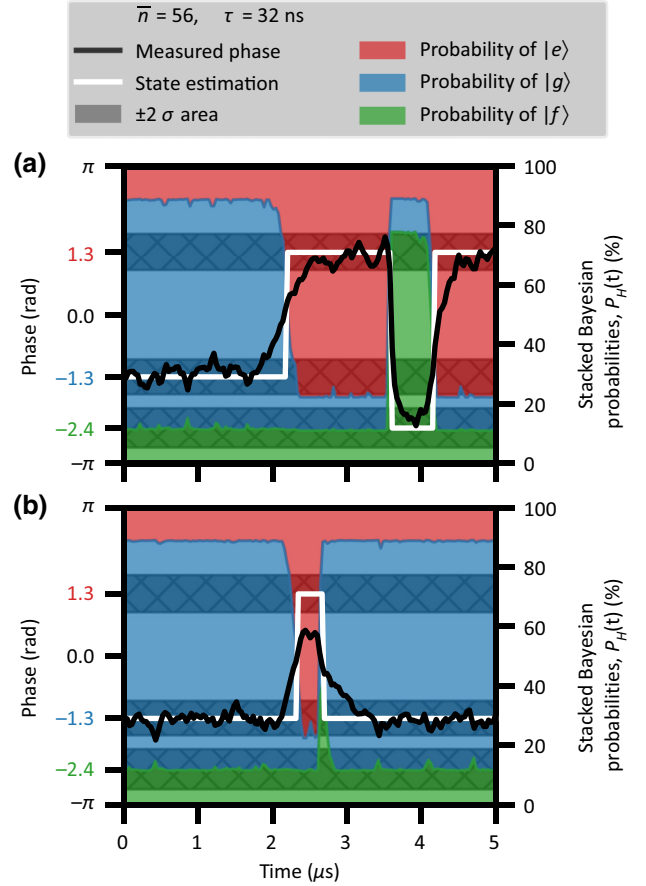 n̅ = 56, τ = 32 ns
Measured phase
State estimation
±2 σ area
Probability of |e⟩
Probability of |g⟩
Probability of |f⟩
(a)
π
1.3
0.0
−1.3
−2.4
−π
Phase (rad)
100
80
60
40
20
0
Stacked Bayesian
probabilities, P_H(t) (%)
(b)
π
1.3
0.0
−1.3
−2.4
−π
Phase (rad)
100
80
60
40
20
0
Stacked Bayesian
probabilities, P_H(t) (%)
0 1 2 3 4 5
Time (μs)